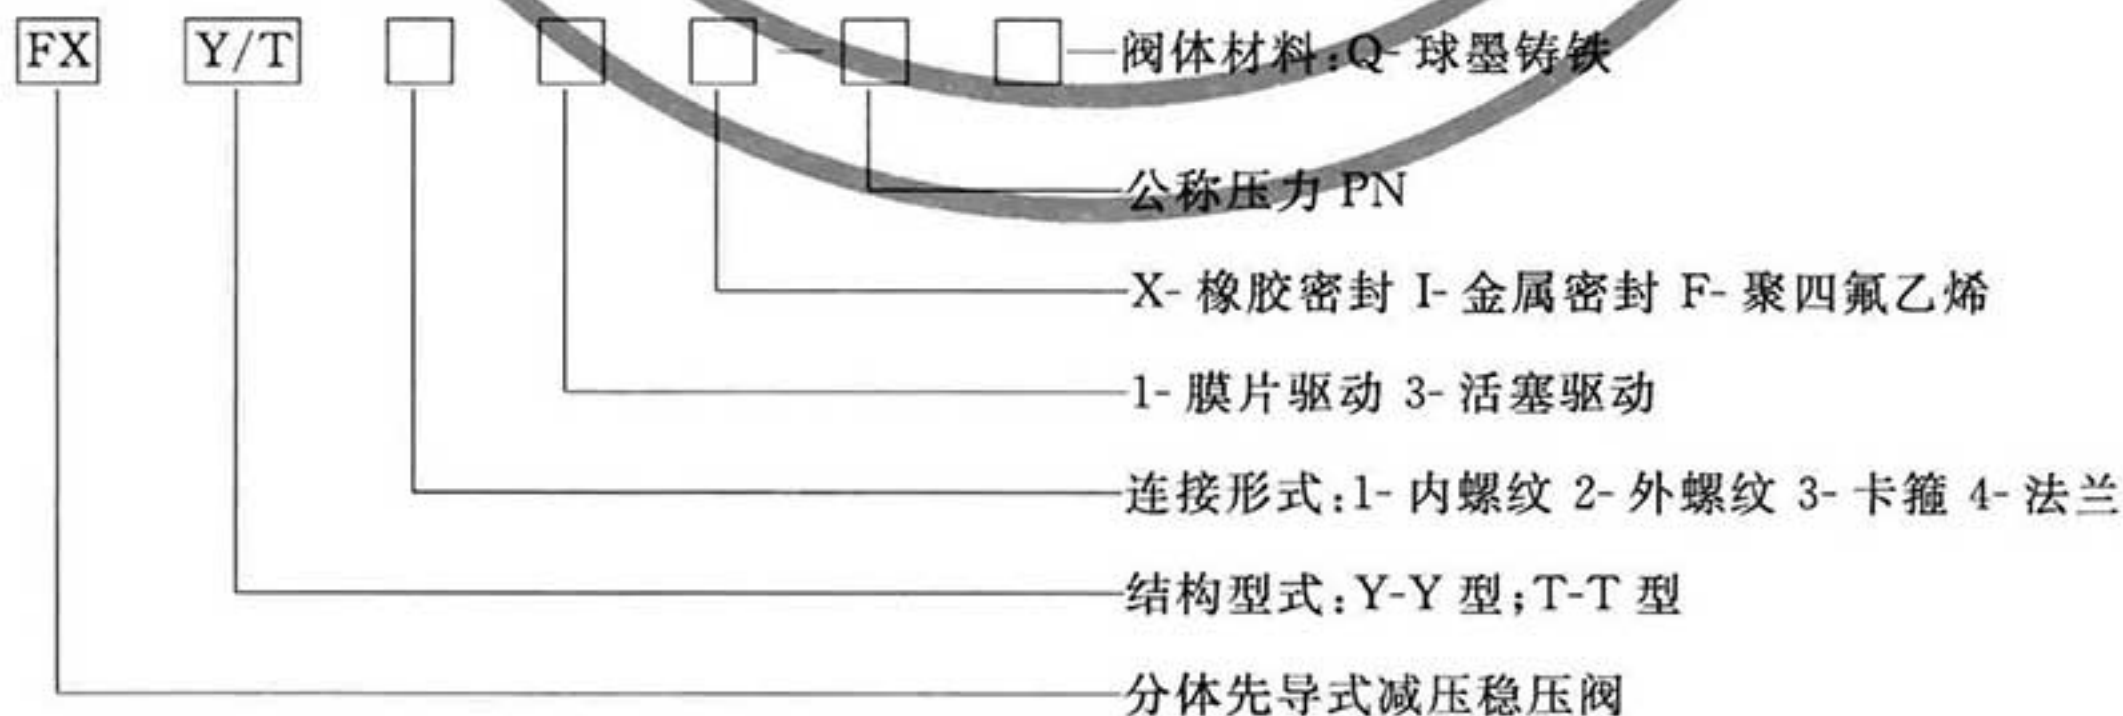 FX Y/T — 阀体材料:Q-球墨铸铁
公称压力 PN
X-橡胶密封 I-金属密封 F-聚四氟乙烯
1-膜片驱动 3-活塞驱动
连接形式:1-内螺纹 2-外螺纹 3-卡箍 4-法兰
结构型式:Y-Y 型;T-T 型
分体先导式减压稳压阀